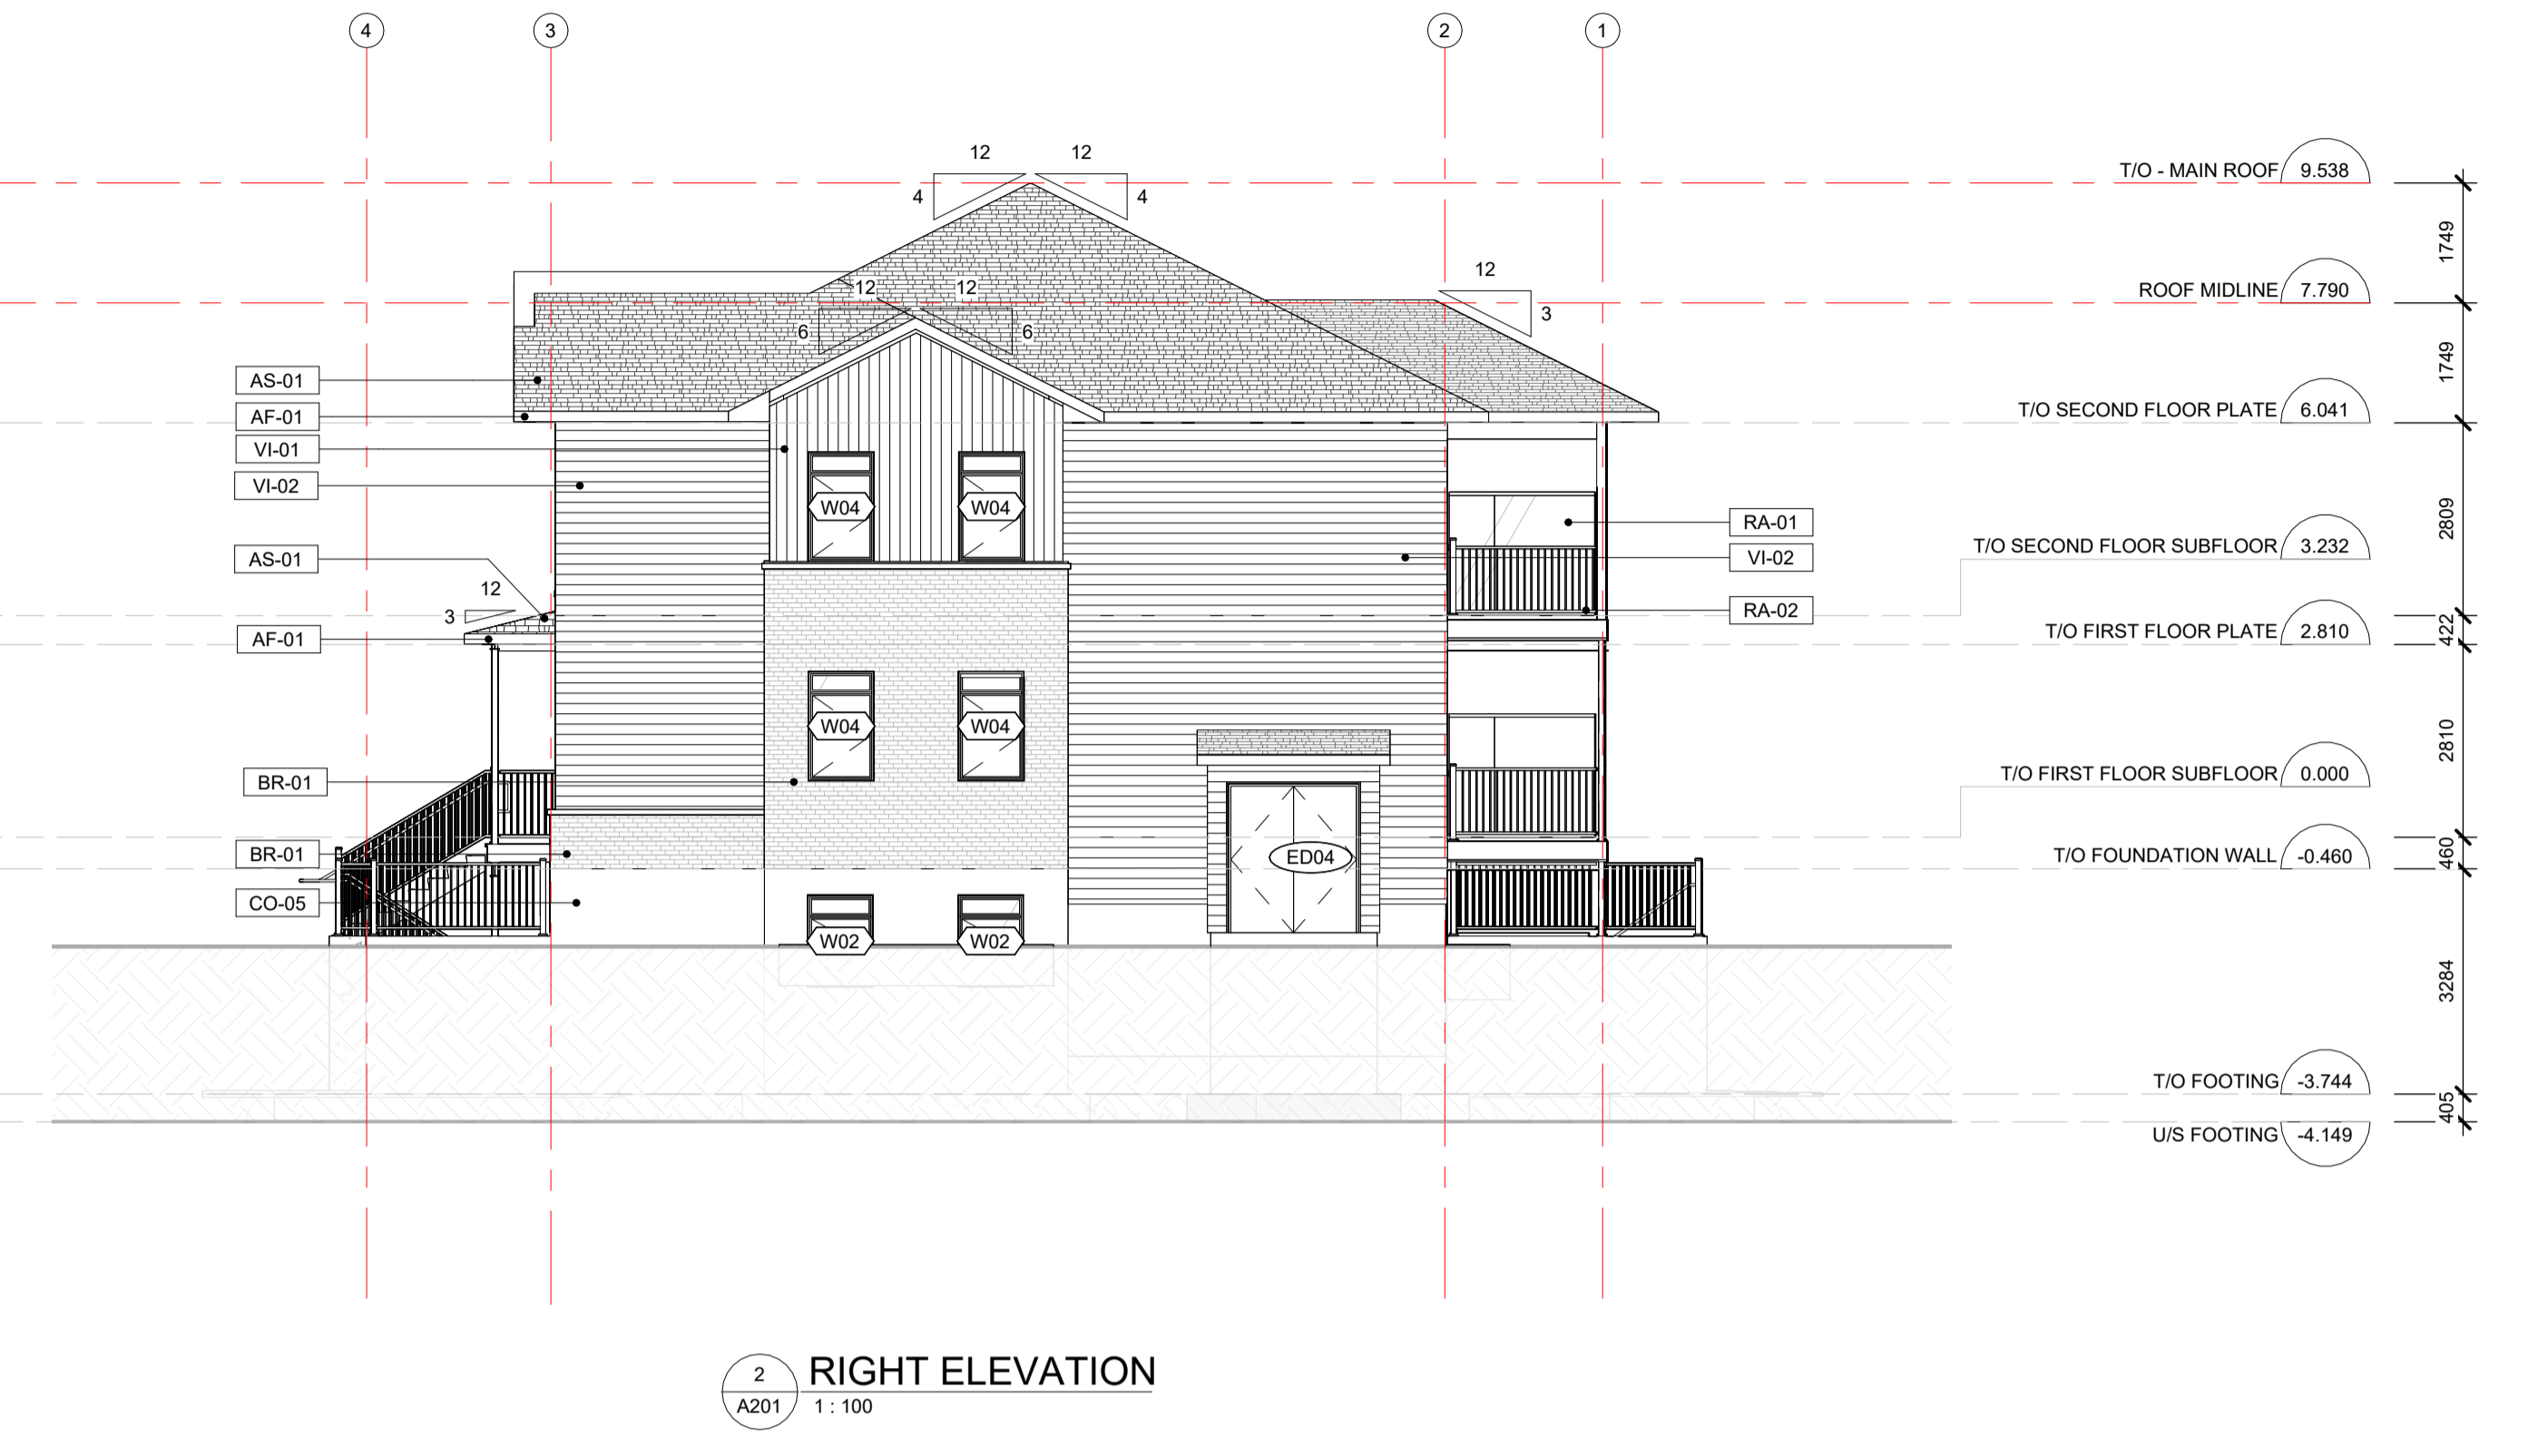 4
3
2
1
12
12
4
4
T/O - MAIN ROOF
9.538
1749
12
12
12
3
6
6
ROOF MIDLINE
7.790
1749
AS-01
AF-01
VI-01
VI-02
T/O SECOND FLOOR PLATE
6.041
W04
W04
RA-01
VI-02
RA-02
2809
AS-01
12
3
AF-01
T/O SECOND FLOOR SUBFLOOR
3.232
422
T/O FIRST FLOOR PLATE
2.810
W04
W04
2810
BR-01
T/O FIRST FLOOR SUBFLOOR
0.000
BR-01
ED04
460
T/O FOUNDATION WALL
-0.460
CO-05
W02
W02
3284
T/O FOOTING
-3.744
405
U/S FOOTING
-4.149
2
A201
RIGHT ELEVATION
1 : 100